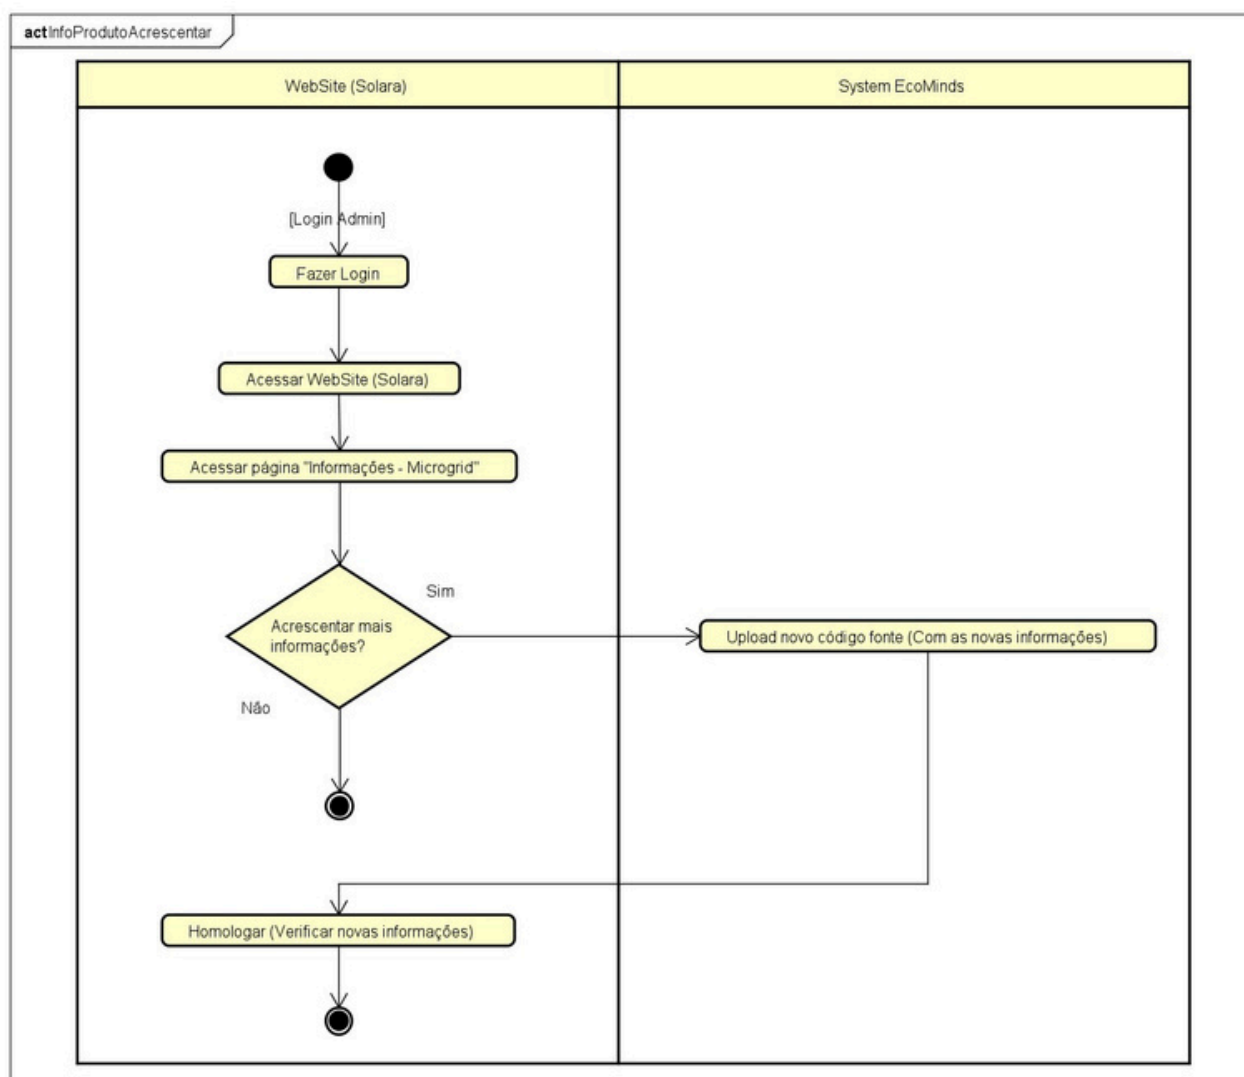 act InfoProdutoAcrescentar
WebSite (Solara)
System EcoMinds
[Login Admin]
Fazer Login
Acessar WebSite (Solara)
Acessar página "Informações - Microgrid"
Sim
Acrescentar mais
informações?
Upload novo código fonte (Com as novas informações)
Não
Homologar (Verificar novas informações)